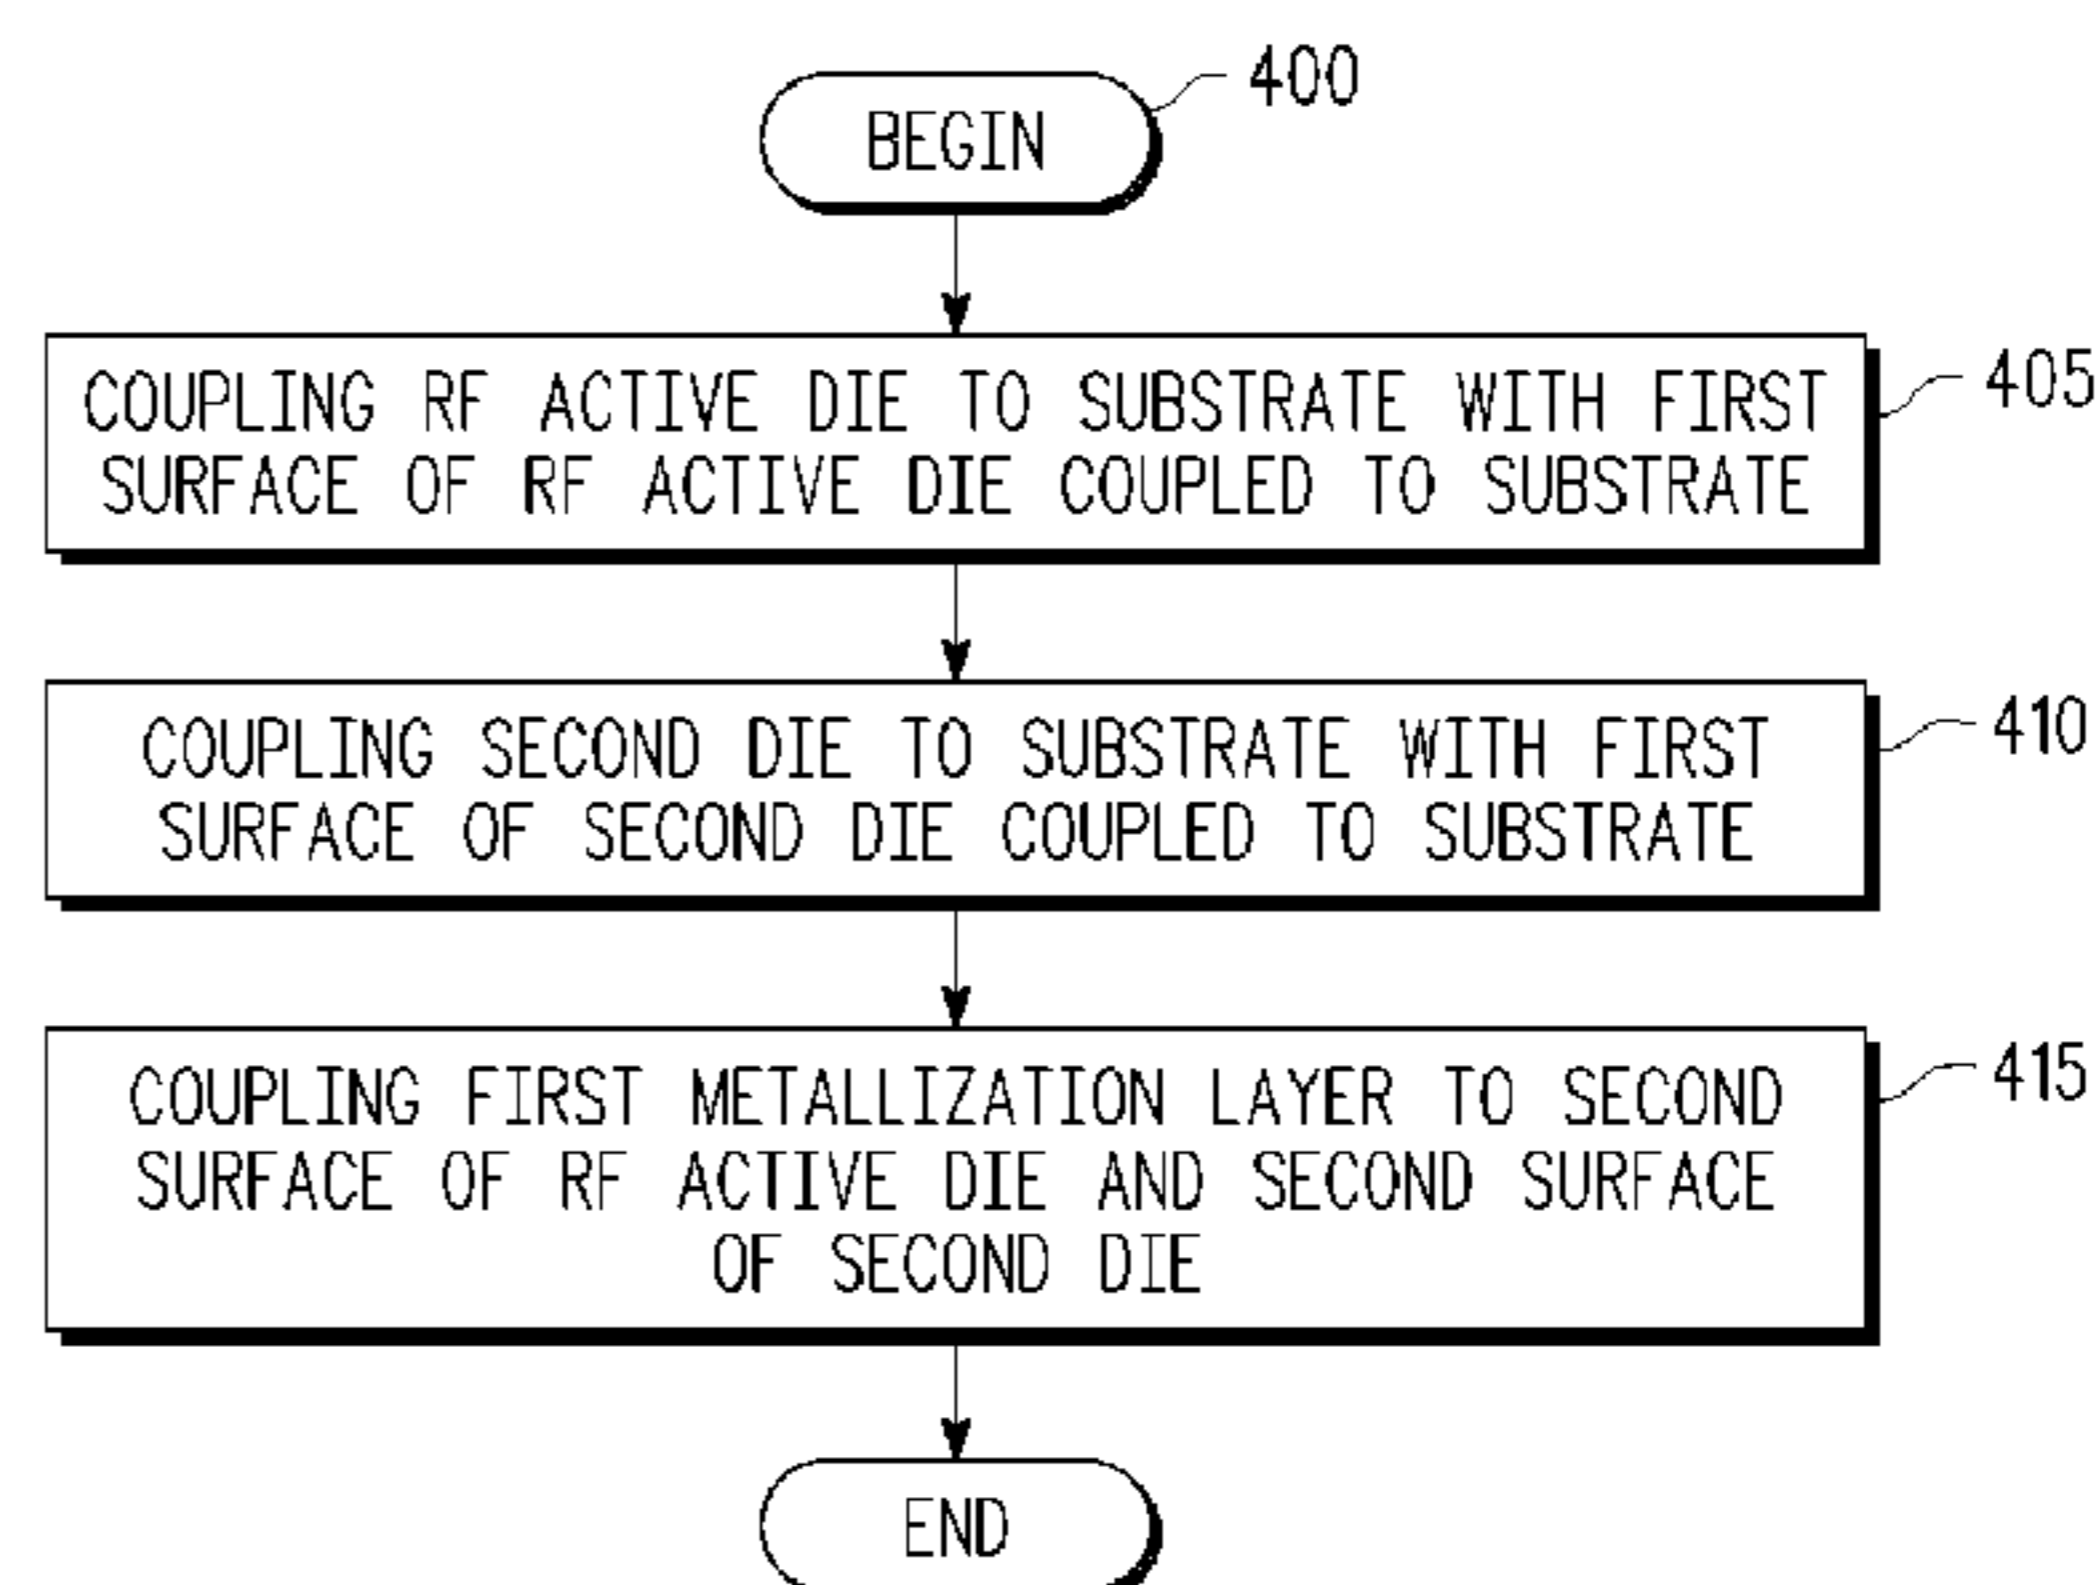 BEGIN
400
COUPLING RF ACTIVE DIE TO SUBSTRATE WITH FIRST
SURFACE OF RF ACTIVE DIE COUPLED TO SUBSTRATE
405
COUPLING SECOND DIE TO SUBSTRATE WITH FIRST
SURFACE OF SECOND DIE COUPLED TO SUBSTRATE
410
COUPLING FIRST METALLIZATION LAYER TO SECOND
SURFACE OF RF ACTIVE DIE AND SECOND SURFACE
OF SECOND DIE
415
END